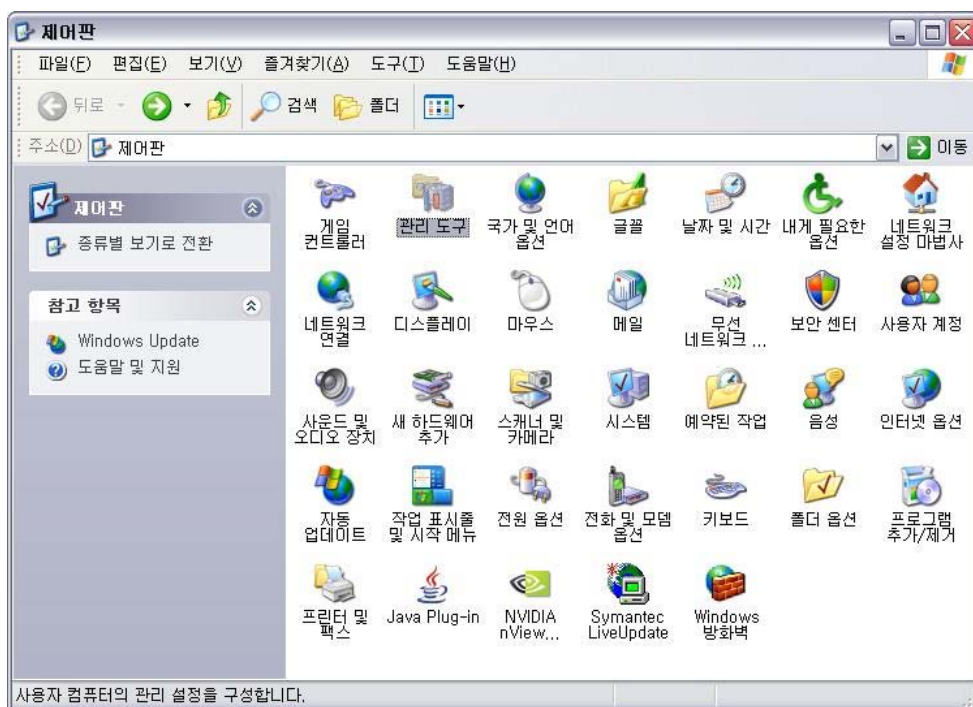 제어판
파일(F) 편집(E) 보기(V) 즐겨찾기(A) 도구(T) 도움말(H)
뒤로 검색 폴더
주소(D) 제어판 이동
제어판
종류별 보기로 전환
참고 항목
Windows Update
도움말 및 지원
게임
컨트롤러
관리 도구
국가 및 언어
옵션
글꼴
날짜 및 시간
내게 필요한
옵션
네트워크
설정 마법사
네트워크
연결
디스플레이
마우스
메일
무선
네트워크 ...
보안 센터
사용자 계정
사운드 및
오디오 장치
새 하드웨어
추가
스캐너 및
카메라
시스템
예약된 작업
음성
인터넷 옵션
자동
업데이트
작업 표시줄
및 시작 메뉴
전원 옵션
전화 및 모뎀
옵션
키보드
폴더 옵션
프로그램
추가/제거
프린터 및
팩스
Java Plug-in
NVIDIA
nView...
Symantec
LiveUpdate
Windows
방화벽
사용자 컴퓨터의 관리 설정을 구성합니다.